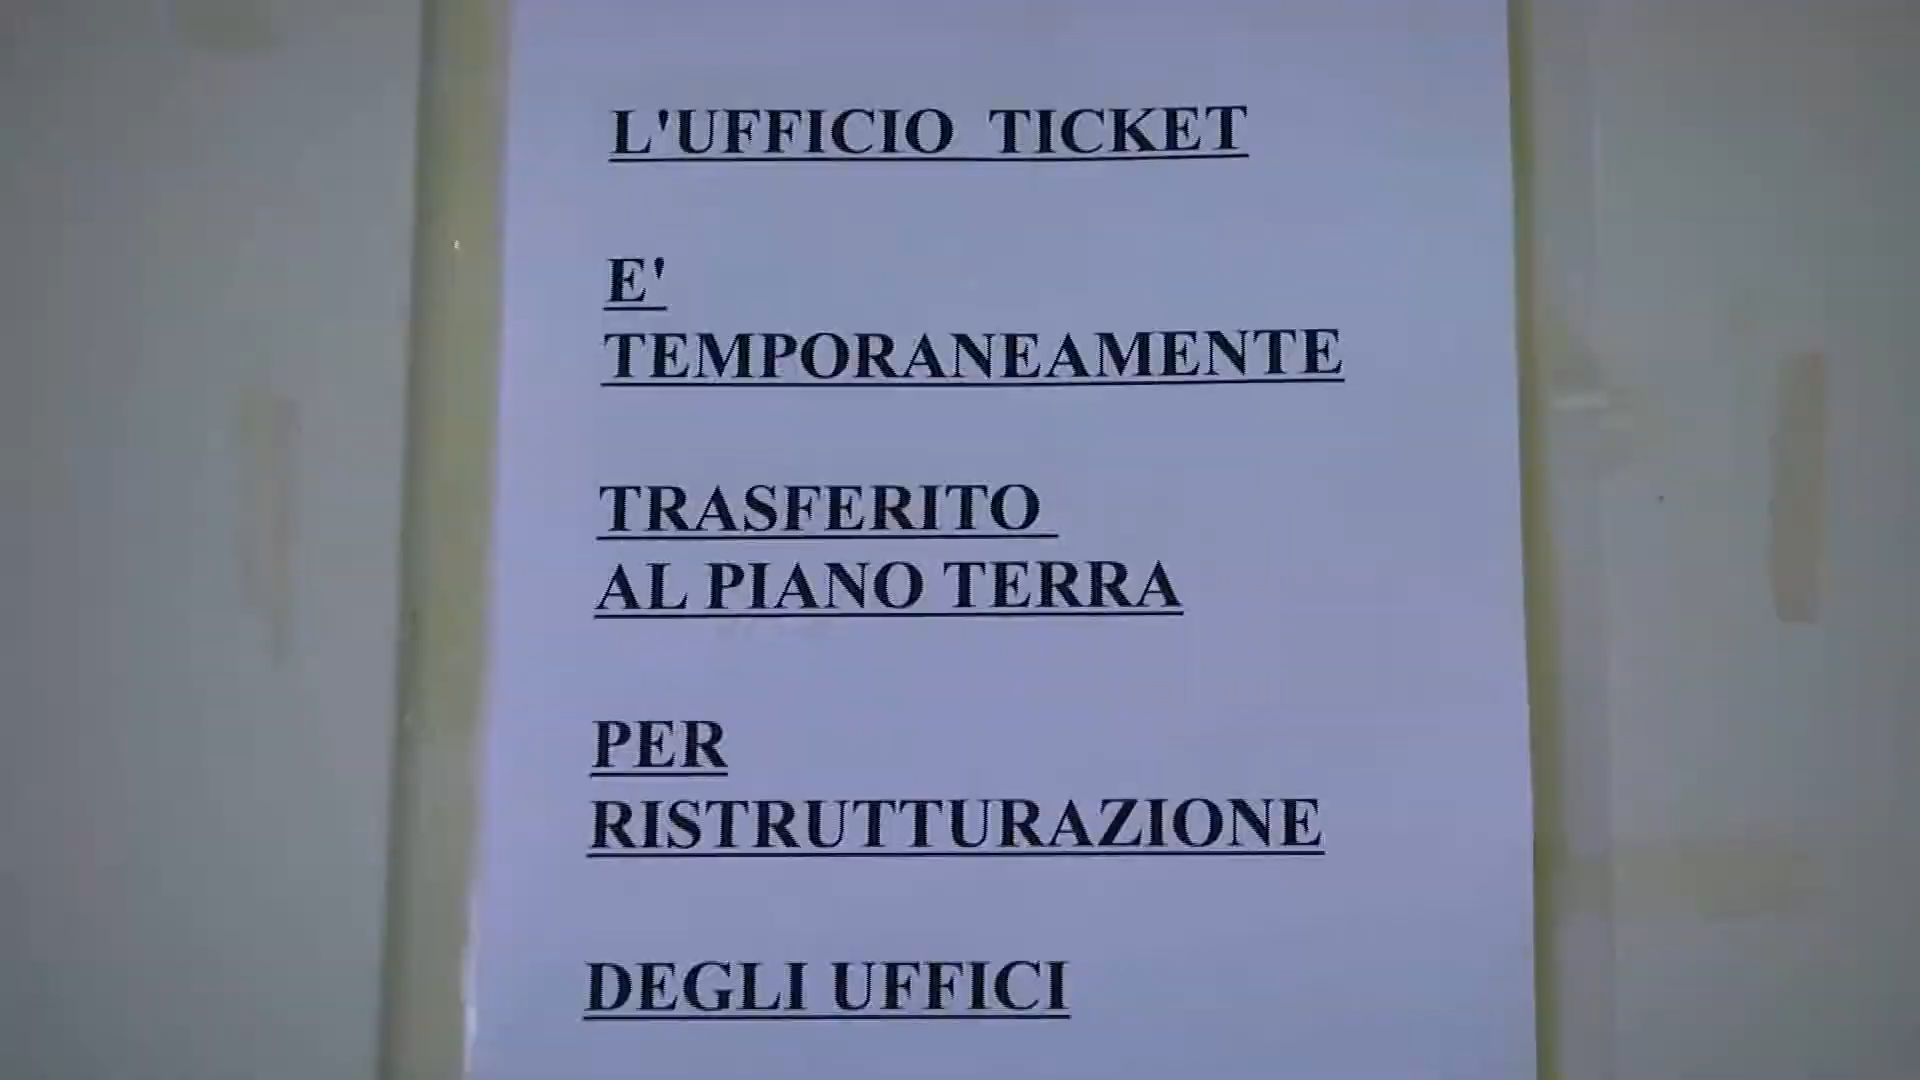 L'UFFICIO TICKET
E'
TEMPORANEAMENTE
TRASFERITO
AL PIANO TERRA
PER
RISTRUTTURAZIONE
DEGLI UFFICI